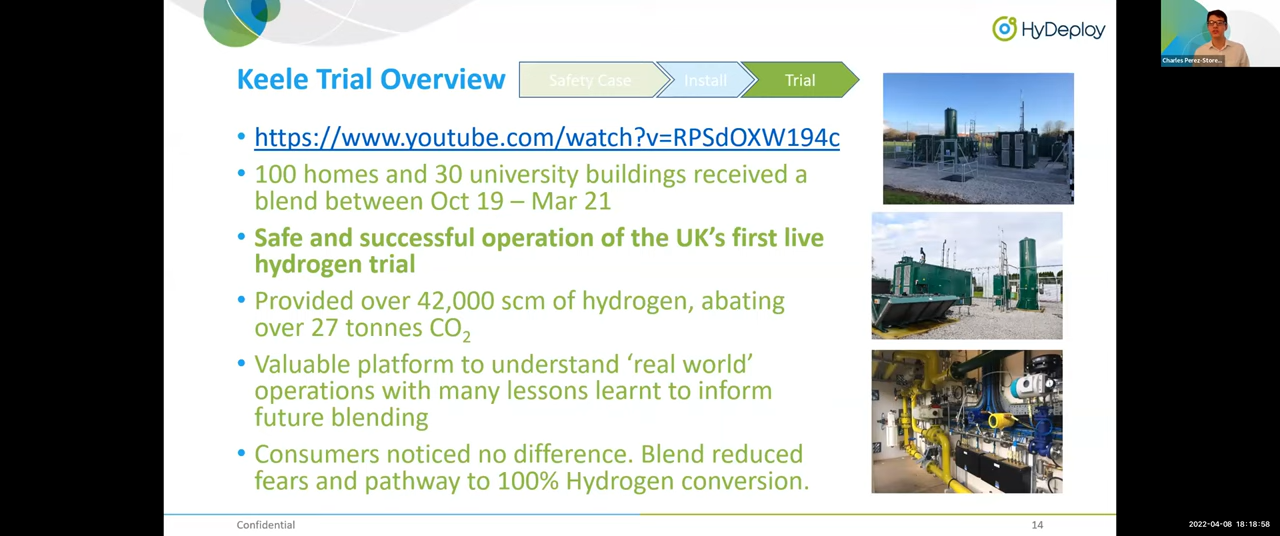 HyDeploy
Charles Perez-Store...
Keele Trial Overview
Safety Case
Install
Trial
• https://www.youtube.com/watch?v=RPSdOXW194c
• 100 homes and 30 university buildings received a
blend between Oct 19 – Mar 21
• Safe and successful operation of the UK's first live
hydrogen trial
• Provided over 42,000 scm of hydrogen, abating
over 27 tonnes CO₂
• Valuable platform to understand 'real world'
operations with many lessons learnt to inform
future blending
• Consumers noticed no difference. Blend reduced
fears and pathway to 100% Hydrogen conversion.
Confidential
14
2022-04-08 18:18:58